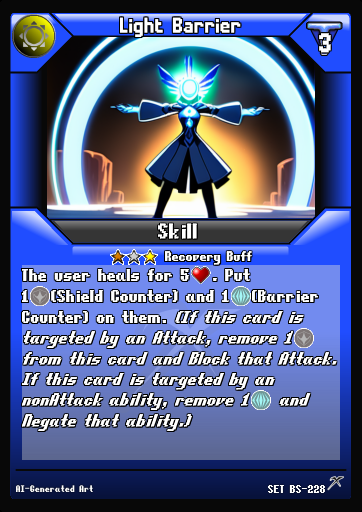 Light Barrier
3
Skill
Recovery Buff
The user heals for 5. Put
1(Shield Counter) and 1(Barrier
Counter) on them. (If this card is
targeted by an Attack, remove 1
from this card and Block that Attack.
If this card is targeted by an
nonAttack ability, remove 1 and
Negate that ability.)
AI-Generated Art
SET BS-228